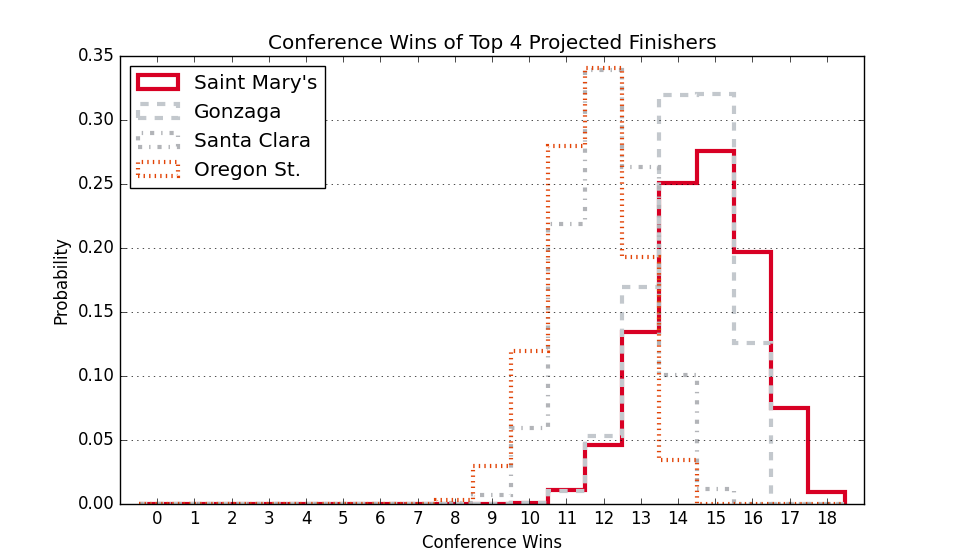 Conference Wins of Top 4 Projected Finishers
0.35
0.30
0.25
0.20
0.15
0.10
0.05
0.00
Probability
Saint Mary's
Gonzaga
Santa Clara
Oregon St.
0 1 2 3 4 5 6 7 8 9 10 11 12 13 14 15 16 17 18
Conference Wins